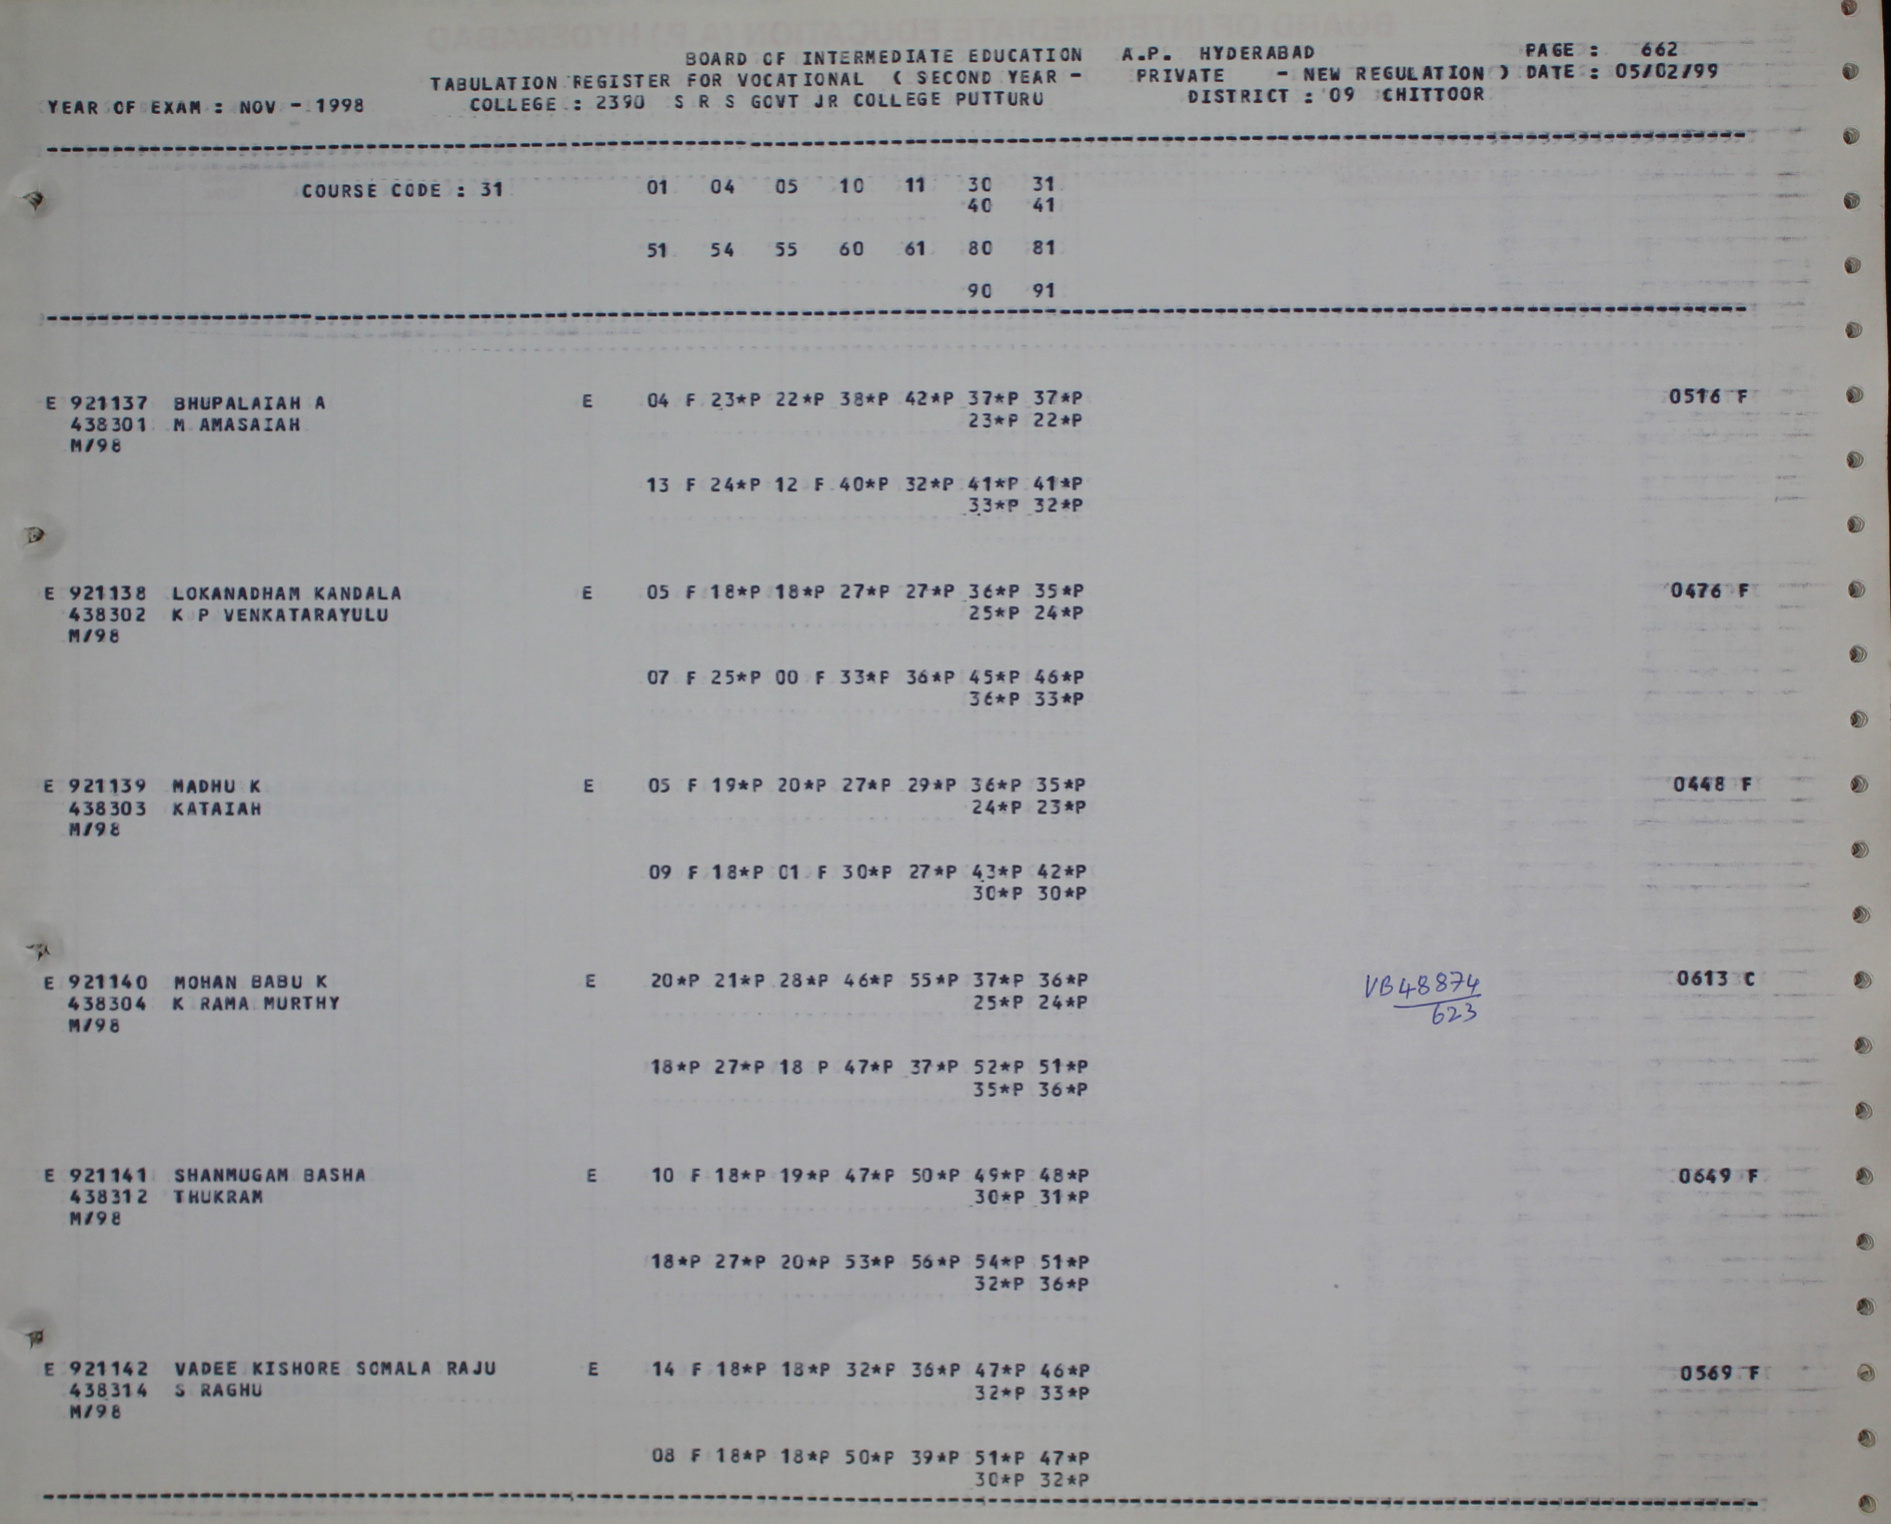 BOARD OF INTERMEDIATE EDUCATION A.P. HYDERABAD PAGE : 662
TABULATION REGISTER FOR VOCATIONAL ( SECOND YEAR - PRIVATE - NEW REGULATION ) DATE : 05/02/99
YEAR OF EXAM : NOV - 1998 COLLEGE : 2390 S R S GOVT JR COLLEGE PUTTURU DISTRICT : 09 CHITTOOR
COURSE CODE : 31 01 04 05 10 11 30 31
40 41
51 54 55 60 61 80 81
90 91
E 921137 BHUPALAIAH A E 04 F 23*P 22*P 38*P 42*P 37*P 37*P 0516 F
438301 M AMASAIAH 23*P 22*P
M/98
13 F 24*P 12 F 40*P 32*P 41*P 41*P
33*P 32*P
E 921138 LOKANADHAM KANDALA E 05 F 18*P 18*P 27*P 27*P 36*P 35*P 0476 F
438302 K P VENKATARAYULU 25*P 24*P
M/98
07 F 25*P 00 F 33*P 36*P 45*P 46*P
36*P 33*P
E 921139 MADHU K E 05 F 19*P 20*P 27*P 29*P 36*P 35*P 0448 F
438303 KATAIAH 24*P 23*P
M/98
09 F 18*P 01 F 30*P 27*P 43*P 42*P
30*P 30*P
E 921140 MOHAN BABU K E 20*P 21*P 28*P 46*P 55*P 37*P 36*P VB48874 0613 C
438304 K RAMA MURTHY 25*P 24*P 623
M/98
18*P 27*P 18 P 47*P 37*P 52*P 51*P
35*P 36*P
E 921141 SHANMUGAM BASHA E 10 F 18*P 19*P 47*P 50*P 49*P 48*P 0649 F
438312 THUKRAM 30*P 31*P
M/98
18*P 27*P 20*P 53*P 56*P 54*P 51*P
32*P 36*P
E 921142 VADEE KISHORE SOMALA RAJU E 14 F 18*P 18*P 32*P 36*P 47*P 46*P 0569 F
438314 S RAGHU 32*P 33*P
M/98
08 F 18*P 18*P 50*P 39*P 51*P 47*P
30*P 32*P